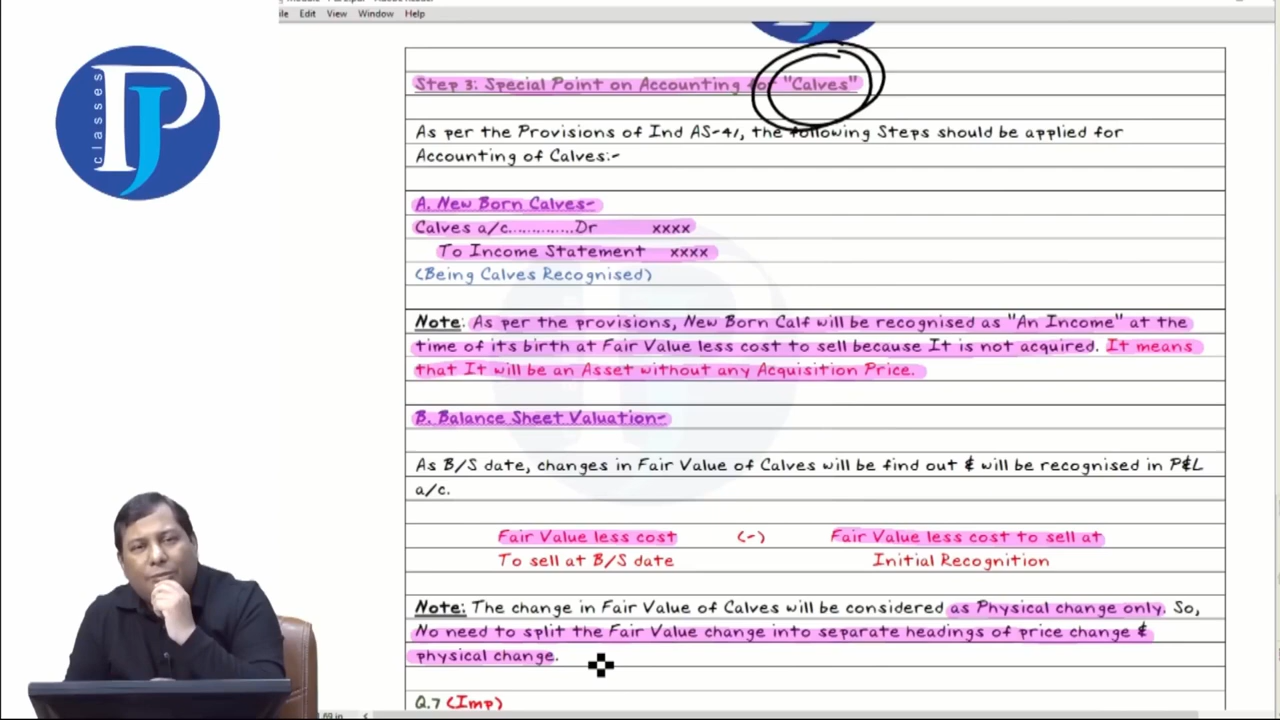 Edit View Window Help
classes
PJ
Step 3: Special Point on Accounting for "Calves"
As per the Provisions of Ind AS-41, the following Steps should be applied for
Accounting of Calves:-
A. New Born Calves-
Calves a/c..............Dr xxxx
To Income Statement xxxx
(Being Calves Recognised)
Note: As per the provisions, New Born Calf will be recognised as "An Income" at the
time of its birth at Fair Value less cost to sell because It is not acquired. It means
that It will be an Asset without any Acquisition Price.
B. Balance Sheet Valuation-
As B/S date, changes in Fair Value of Calves will be find out & will be recognised in P&L
a/c.
Fair Value less cost (-) Fair Value less cost to sell at
To sell at B/S date Initial Recognition
Note: The change in Fair Value of Calves will be considered as Physical change only. So,
No need to split the Fair Value change into separate headings of price change &
physical change.
Q.7 (Imp)